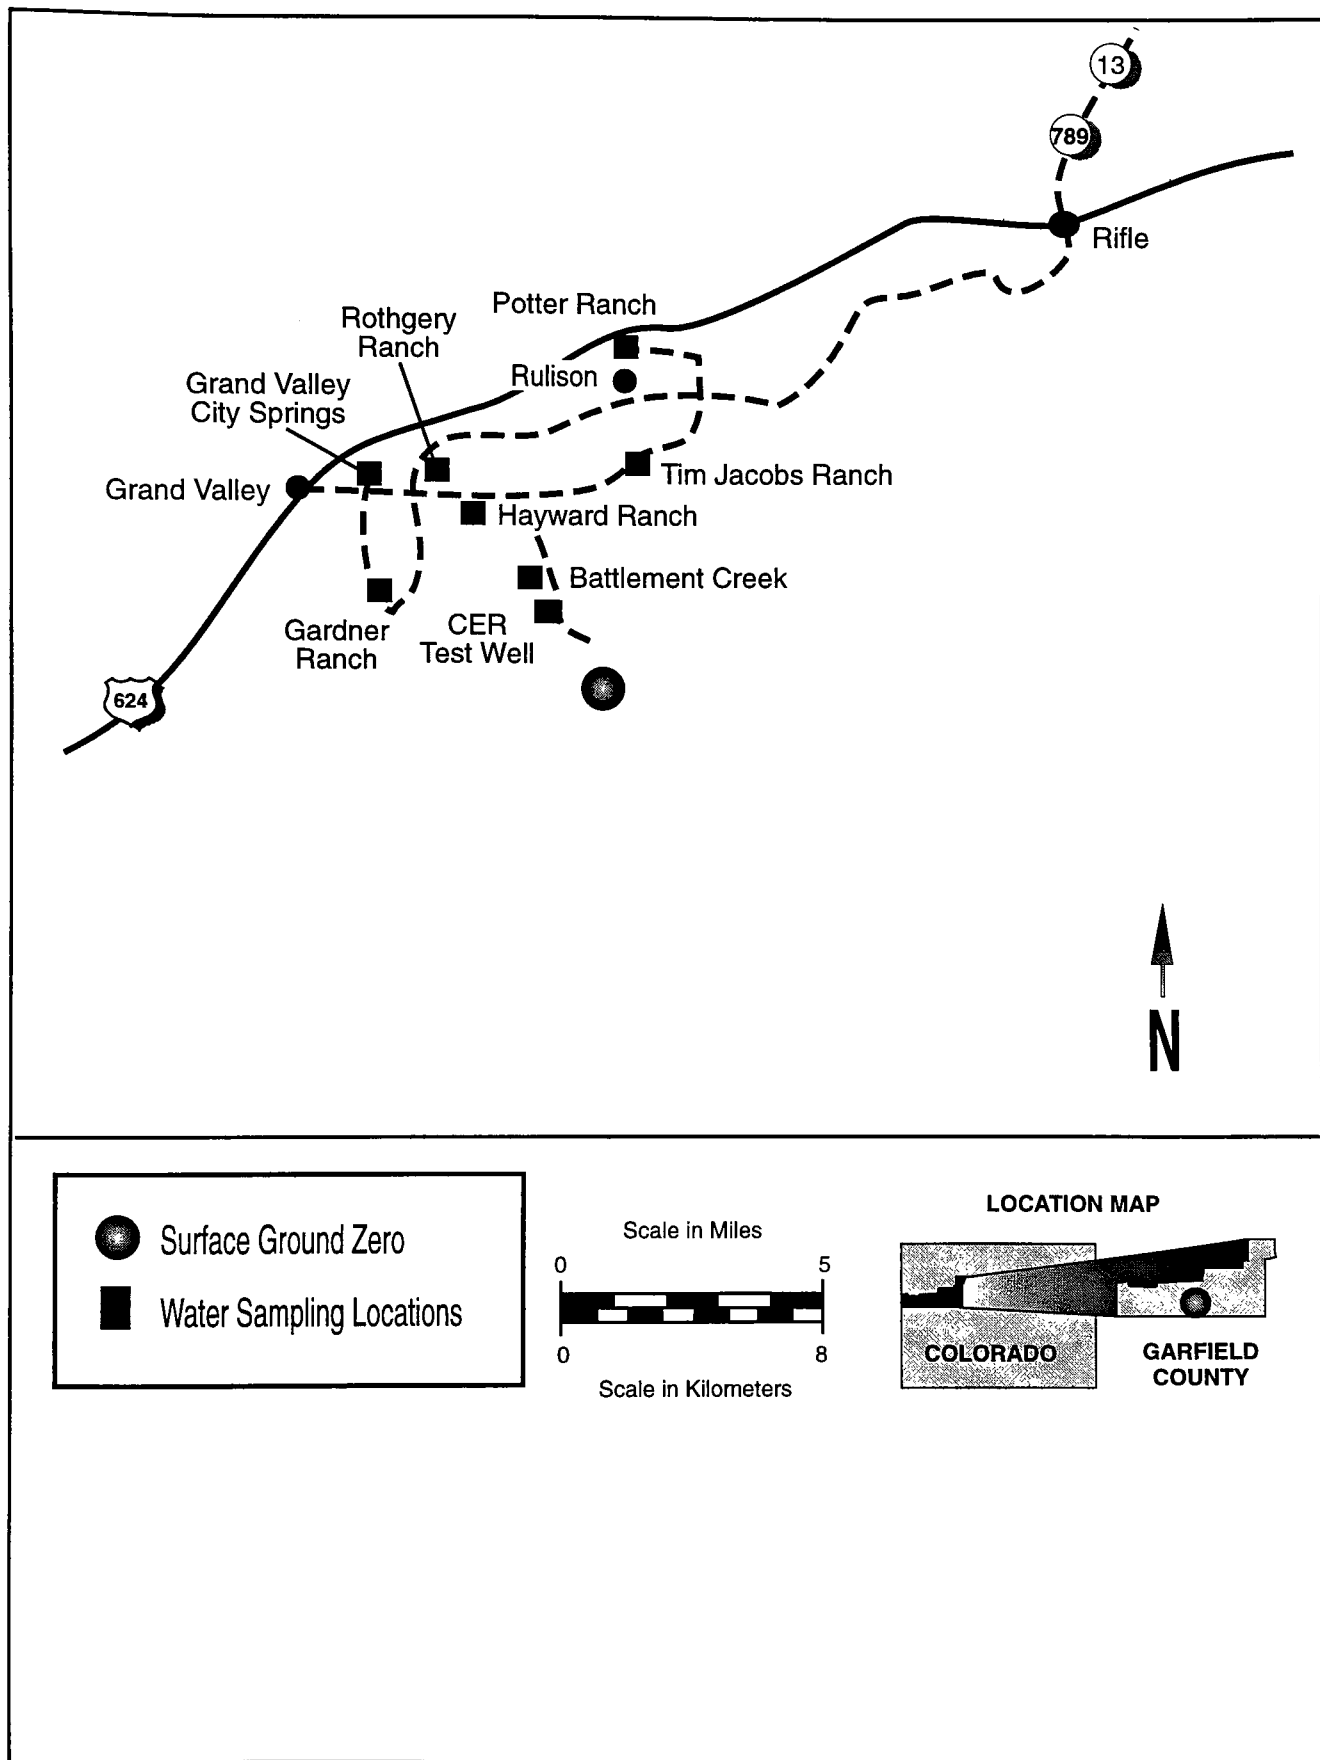 13
789
Rifle
Potter Ranch
Rothgery
Ranch
Rulison
Grand Valley
City Springs
Grand Valley
Tim Jacobs Ranch
Hayward Ranch
Battlement Creek
Gardner
Ranch
CER
Test Well
624
N
Surface Ground Zero
Water Sampling Locations
Scale in Miles
0 5
0 8
Scale in Kilometers
LOCATION MAP
COLORADO
GARFIELD
COUNTY